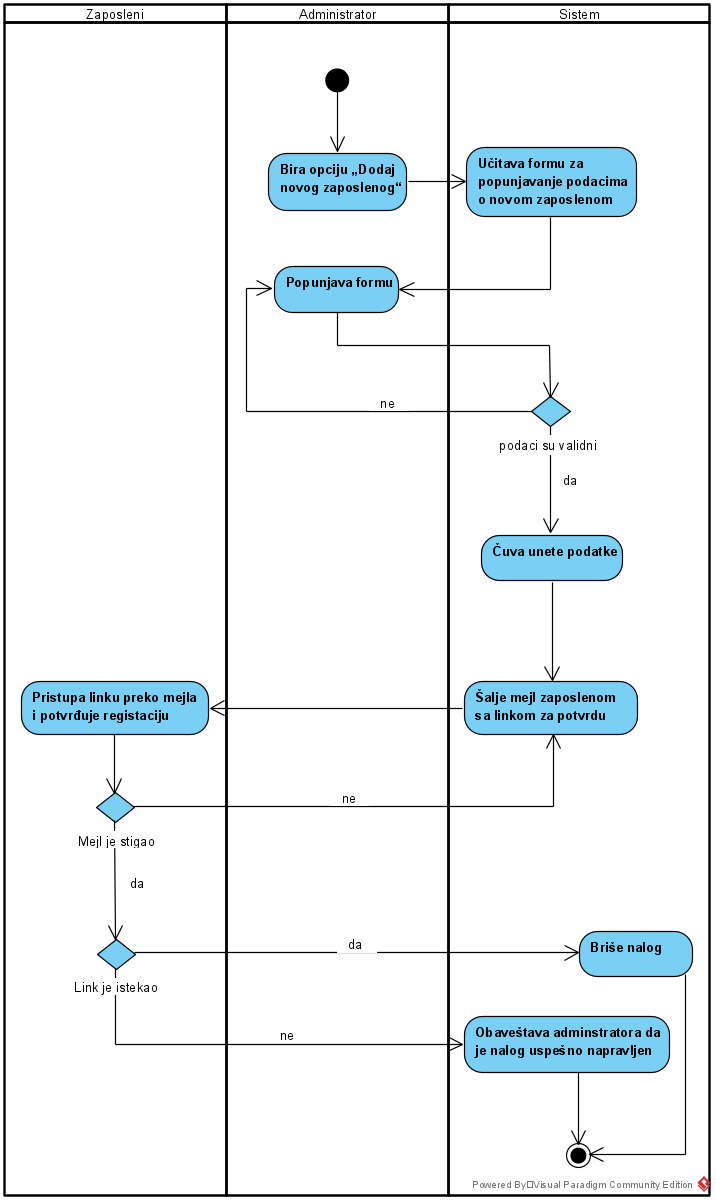 Zaposleni
Administrator
Sistem
Bira opciju „Dodaj
novog zaposlenog“
Učitava formu za
popunjavanje podacima
o novom zaposlenom
Popunjava formu
ne
podaci su validni
da
Čuva unete podatke
Pristupa linku preko mejla
i potvrđuje registaciju
Šalje mejl zaposlenom
sa linkom za potvrdu
ne
Mejl je stigao
da
da
Briše nalog
Link je istekao
ne
Obaveštava adminstratora da
je nalog uspešno napravljen
Powered By Visual Paradigm Community Edition